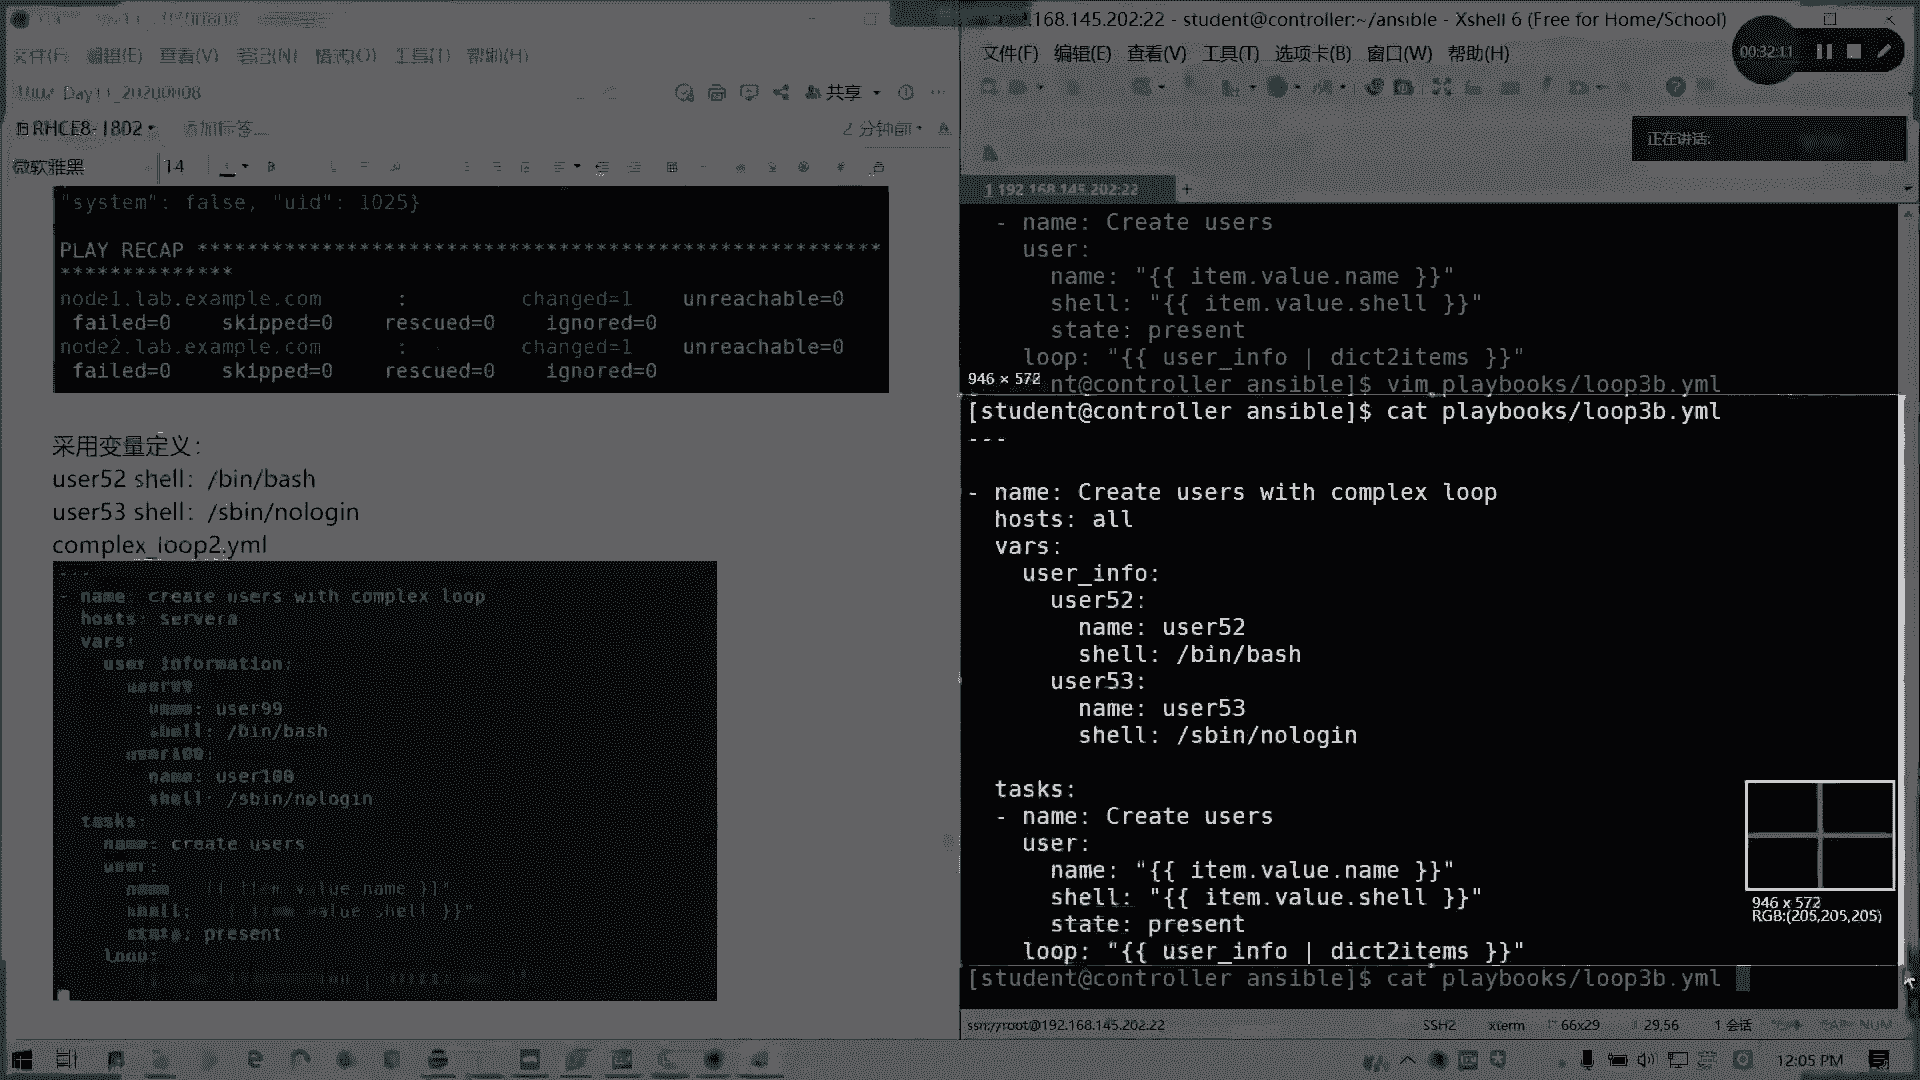 文件(F) 编辑(E) 查看(V) 笔记(N) 格式(O) 工具(T) 帮助(H)
共享
RHCE8-1802
添加标签...
2 分钟前
微软雅黑 14
"system": false, "uid": 1025}
PLAY RECAP *******************************************************
**************
node1.lab.example.com : changed=1 unreachable=0
failed=0 skipped=0 rescued=0 ignored=0
node2.lab.example.com : changed=1 unreachable=0
failed=0 skipped=0 rescued=0 ignored=0
采用变量定义：
user52 shell：/bin/bash
user53 shell：/sbin/nologin
complex_loop2.yml
---
- name: create users with complex loop
hosts: servera
vars:
user_information:
user99:
name: user99
shell: /bin/bash
user100:
name: user100
shell: /sbin/nologin
tasks:
name: create users
user:
name: "{{ item.value.name }}"
shell: "{{ item.value.shell }}"
state: present
loop:
.168.145.202:22 - student@controller:~/ansible - Xshell 6 (Free for Home/School)
文件(F) 编辑(E) 查看(V) 工具(T) 选项卡(B) 窗口(W) 帮助(H)
00:32:11
正在讲话:
1 192.168.145.202:22 +
- name: Create users
user:
name: "{{ item.value.name }}"
shell: "{{ item.value.shell }}"
state: present
loop: "{{ user_info | dict2items }}"
946 × 572
nt@controller ansible]$ vim playbooks/loop3b.yml
[student@controller ansible]$ cat playbooks/loop3b.yml
---
- name: Create users with complex loop
hosts: all
vars:
user_info:
user52:
name: user52
shell: /bin/bash
user53:
name: user53
shell: /sbin/nologin
tasks:
- name: Create users
user:
name: "{{ item.value.name }}"
shell: "{{ item.value.shell }}"
state: present
loop: "{{ user_info | dict2items }}"
946 x 572
RGB:(205,205,205)
[student@controller ansible]$ cat playbooks/loop3b.yml
ssh://root@192.168.145.202:22 SSH2 xterm 66x29 29,56 1 会话 CAP NUM
12:05 PM